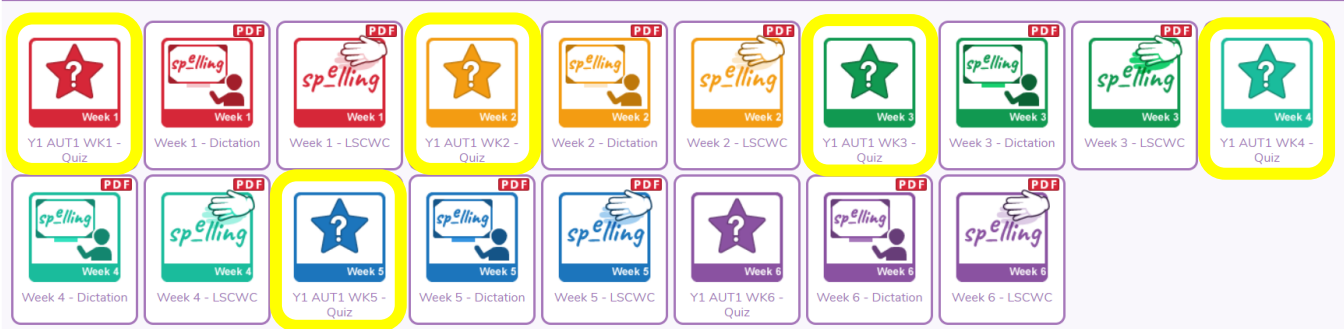 ?
Week 1
Y1 AUT1 WK1 -
Quiz
PDF
spelling
Week 1
Week 1 - Dictation
PDF
sp_elling
Week 1
Week 1 - LSCWC
?
Week 2
Y1 AUT1 WK2 -
Quiz
PDF
spelling
Week 2
Week 2 - Dictation
PDF
sp_elling
Week 2
Week 2 - LSCWC
?
Week 3
Y1 AUT1 WK3 -
Quiz
PDF
spelling
Week 3
Week 3 - Dictation
PDF
sp_elling
Week 3
Week 3 - LSCWC
?
Week 4
Y1 AUT1 WK4 -
Quiz
PDF
spelling
Week 4
Week 4 - Dictation
PDF
sp_elling
Week 4
Week 4 - LSCWC
?
Week 5
Y1 AUT1 WK5 -
Quiz
PDF
spelling
Week 5
Week 5 - Dictation
PDF
sp_elling
Week 5
Week 5 - LSCWC
?
Week 6
Y1 AUT1 WK6 -
Quiz
PDF
spelling
Week 6
Week 6 - Dictation
PDF
sp_elling
Week 6
Week 6 - LSCWC